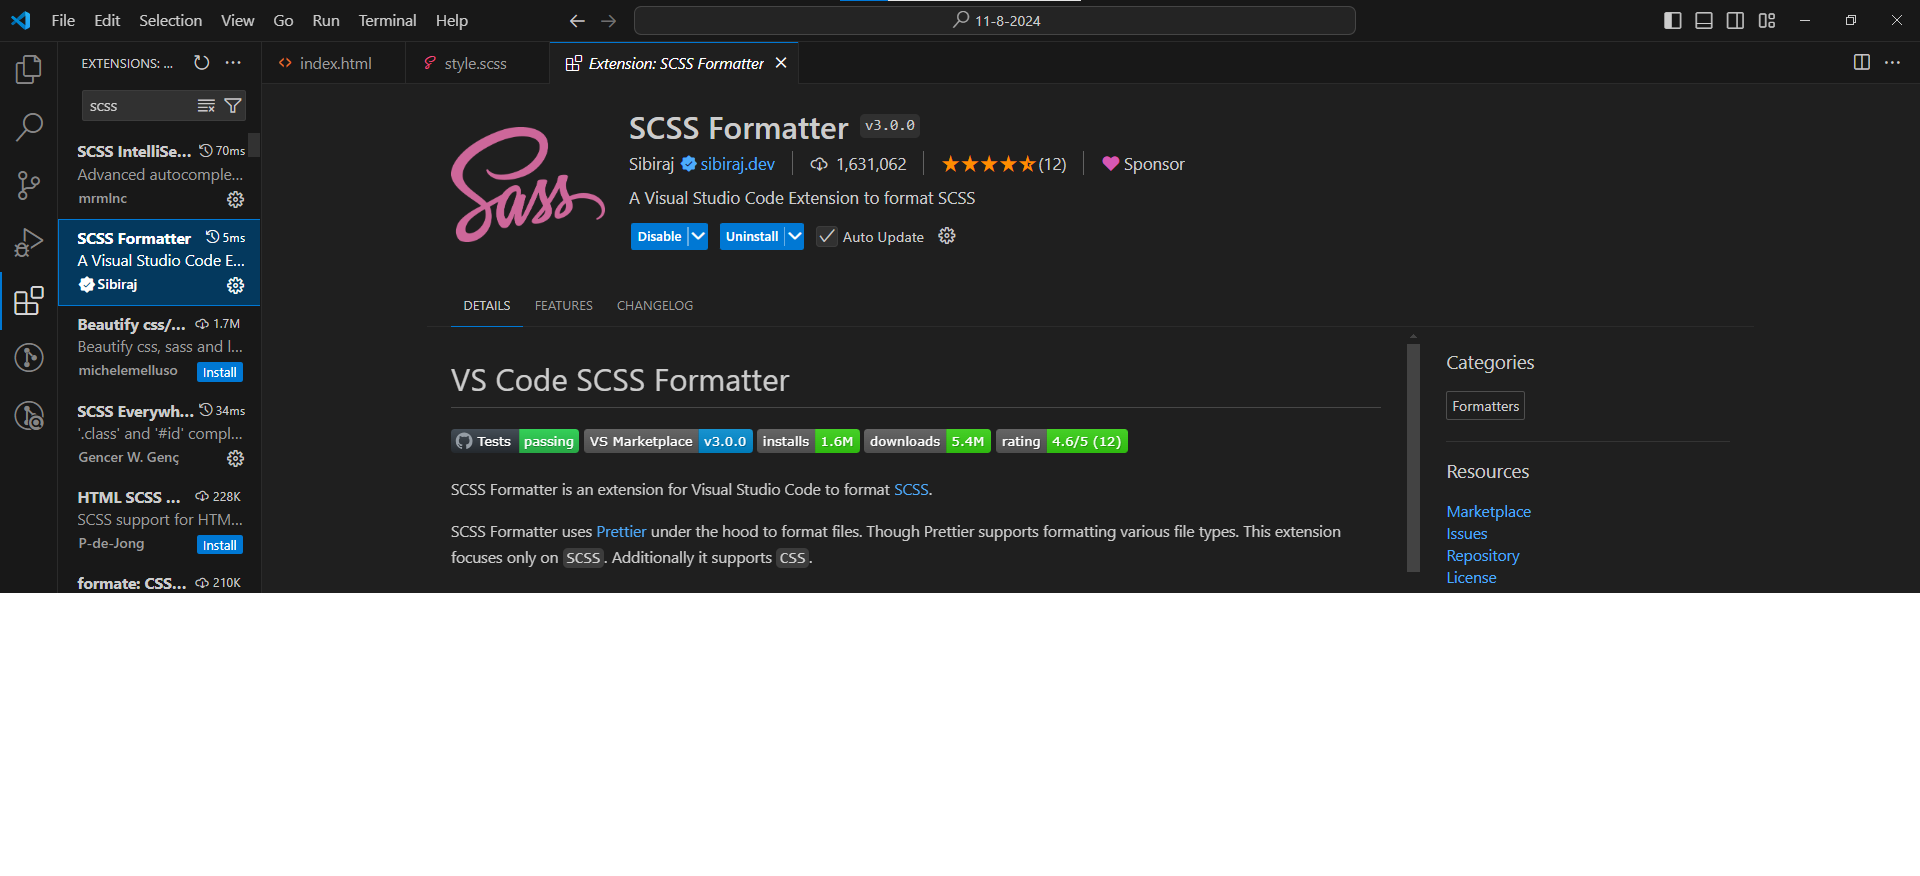 File Edit Selection View Go Run Terminal Help
11-8-2024
EXTENSIONS: ...
index.html
style.scss
Extension: SCSS Formatter
scss
SCSS IntelliSe... 70ms
Advanced autocomple...
mrmlnc
SCSS Formatter 5ms
A Visual Studio Code E...
Sibiraj
Beautify css/... 1.7M
Beautify css, sass and l...
michelemelluso Install
SCSS Everywh... 34ms
'.class' and '#id' compl...
Gencer W. Genç
HTML SCSS ... 228K
SCSS support for HTM...
P-de-Jong Install
formate: CSS... 210K
Sass
SCSS Formatter v3.0.0
Sibiraj sibiraj.dev 1,631,062 (12) Sponsor
A Visual Studio Code Extension to format SCSS
Disable Uninstall Auto Update
DETAILS FEATURES CHANGELOG
VS Code SCSS Formatter
Tests passing VS Marketplace v3.0.0 installs 1.6M downloads 5.4M rating 4.6/5 (12)
SCSS Formatter is an extension for Visual Studio Code to format SCSS.
SCSS Formatter uses Prettier under the hood to format files. Though Prettier supports formatting various file types. This extension
focuses only on SCSS. Additionally it supports CSS.
Categories
Formatters
Resources
Marketplace
Issues
Repository
License